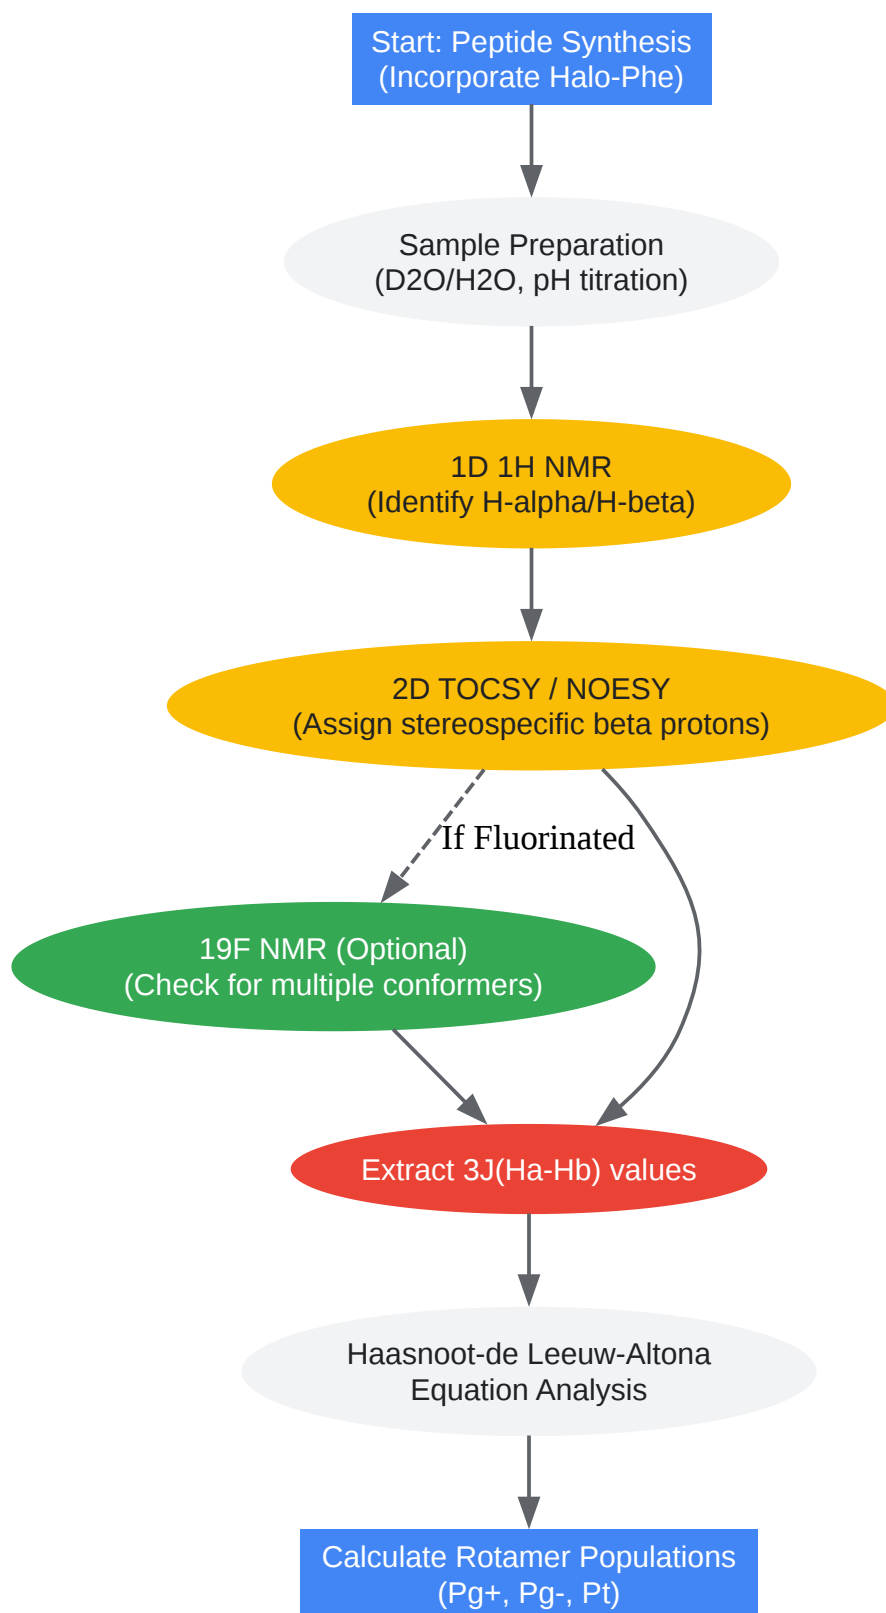 Start: Peptide Synthesis
(Incorporate Halo-Phe)
Sample Preparation
(D2O/H2O, pH titration)
1D 1H NMR
(Identify H-alpha/H-beta)
2D TOCSY / NOESY
(Assign stereospecific beta protons)
If Fluorinated
19F NMR (Optional)
(Check for multiple conformers)
Extract 3J(Ha-Hb) values
Haasnoot-de Leeuw-Altona
Equation Analysis
Calculate Rotamer Populations
(Pg+, Pg-, Pt)